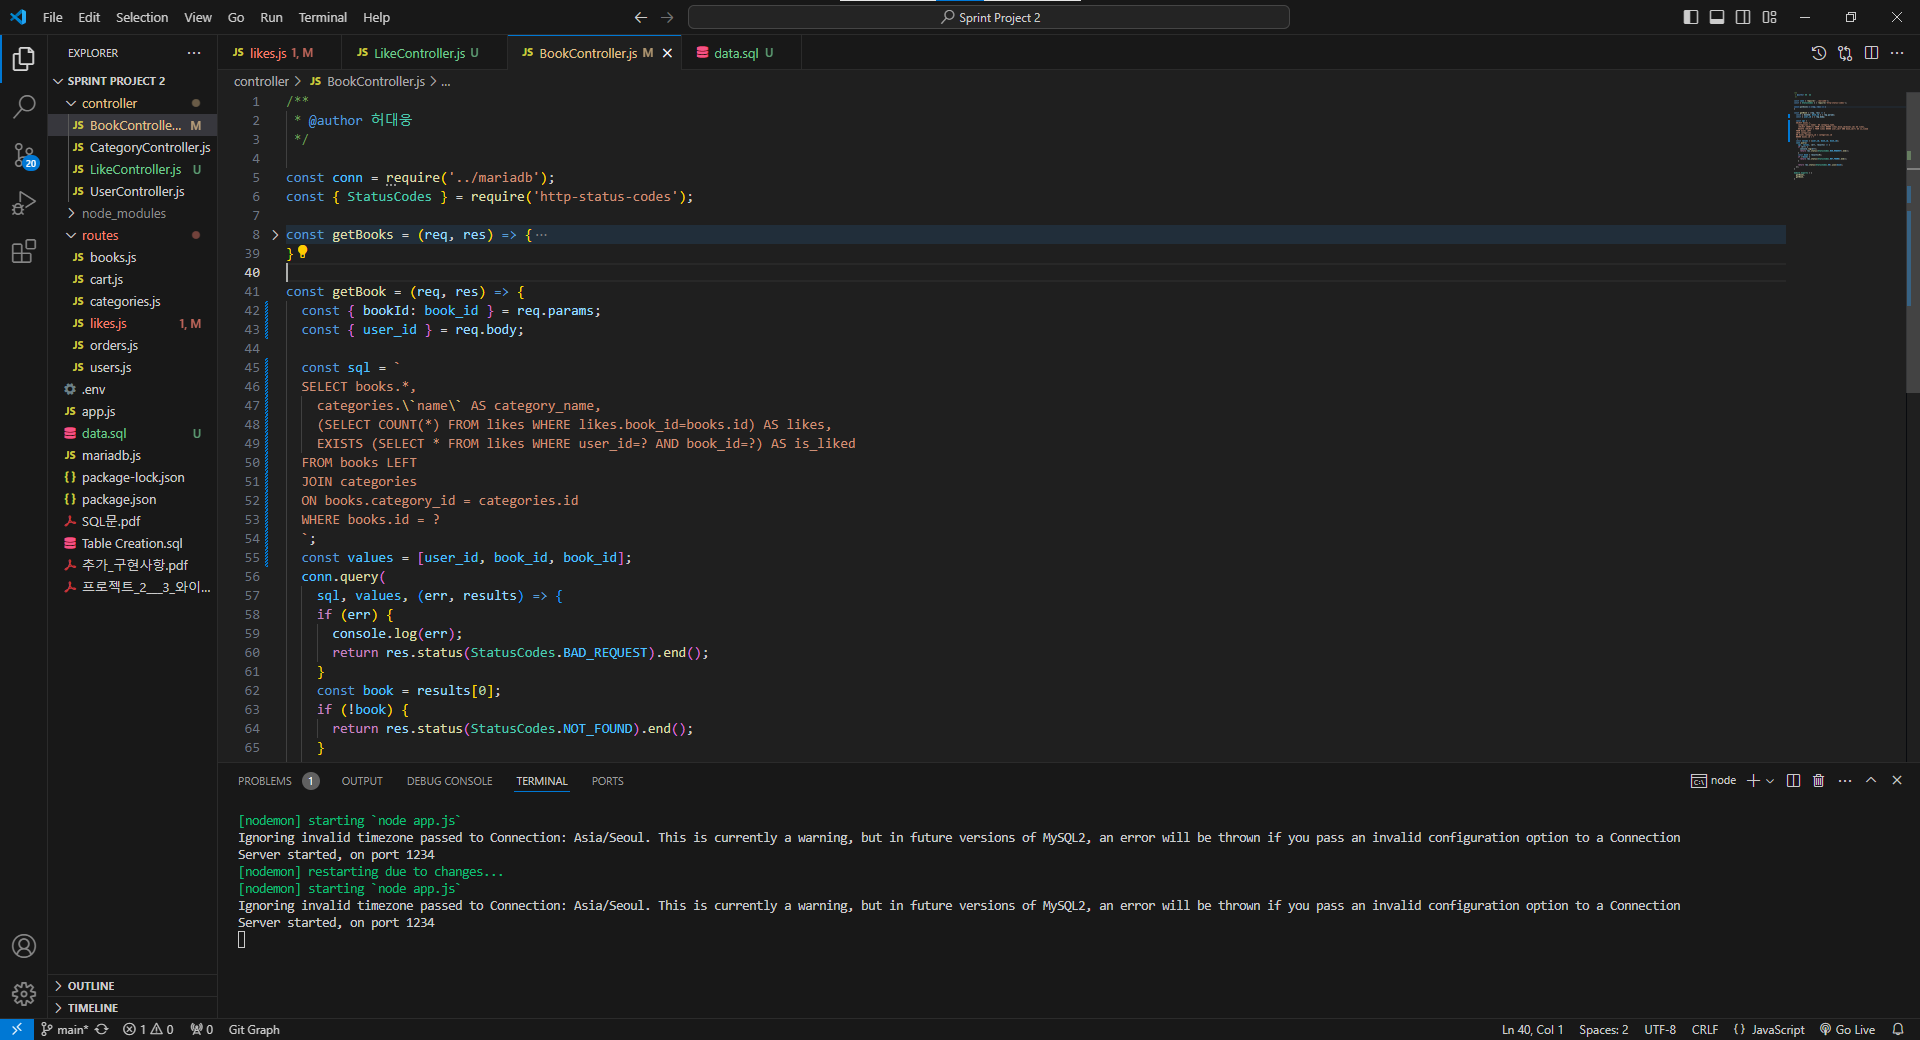 File Edit Selection View Go Run Terminal Help
Sprint Project 2
EXPLORER
SPRINT PROJECT 2
controller
JS BookControlle... M
JS CategoryController.js
JS LikeController.js U
JS UserController.js
node_modules
routes
JS books.js
JS cart.js
JS categories.js
JS likes.js 1, M
JS orders.js
JS users.js
.env
JS app.js
data.sql U
JS mariadb.js
{} package-lock.json
{} package.json
SQL문.pdf
Table Creation.sql
추가_구현사항.pdf
프로젝트_2__3_와이...
OUTLINE
TIMELINE
20
JS likes.js 1, M JS LikeController.js U JS BookController.js M data.sql U
controller > JS BookController.js > ...
1 /**
2 * @author 허대웅
3 */
4
5 const conn = require('../mariadb');
6 const { StatusCodes } = require('http-status-codes');
7
8 const getBooks = (req, res) => { ...
39 }
40
41 const getBook = (req, res) => {
42 const { bookId: book_id } = req.params;
43 const { user_id } = req.body;
44
45 const sql = `
46 SELECT books.*,
47 categories.\`name\` AS category_name,
48 (SELECT COUNT(*) FROM likes WHERE likes.book_id=books.id) AS likes,
49 EXISTS (SELECT * FROM likes WHERE user_id=? AND book_id=?) AS is_liked
50 FROM books LEFT
51 JOIN categories
52 ON books.category_id = categories.id
53 WHERE books.id = ?
54 `;
55 const values = [user_id, book_id, book_id];
56 conn.query(
57 sql, values, (err, results) => {
58 if (err) {
59 console.log(err);
60 return res.status(StatusCodes.BAD_REQUEST).end();
61 }
62 const book = results[0];
63 if (!book) {
64 return res.status(StatusCodes.NOT_FOUND).end();
65 }
PROBLEMS 1 OUTPUT DEBUG CONSOLE TERMINAL PORTS
node
[nodemon] starting `node app.js`
Ignoring invalid timezone passed to Connection: Asia/Seoul. This is currently a warning, but in future versions of MySQL2, an error will be thrown if you pass an invalid configuration option to a Connection
Server started, on port 1234
[nodemon] restarting due to changes...
[nodemon] starting `node app.js`
Ignoring invalid timezone passed to Connection: Asia/Seoul. This is currently a warning, but in future versions of MySQL2, an error will be thrown if you pass an invalid configuration option to a Connection
Server started, on port 1234
main* 1 0 0 Git Graph
Ln 40, Col 1 Spaces: 2 UTF-8 CRLF {} JavaScript Go Live